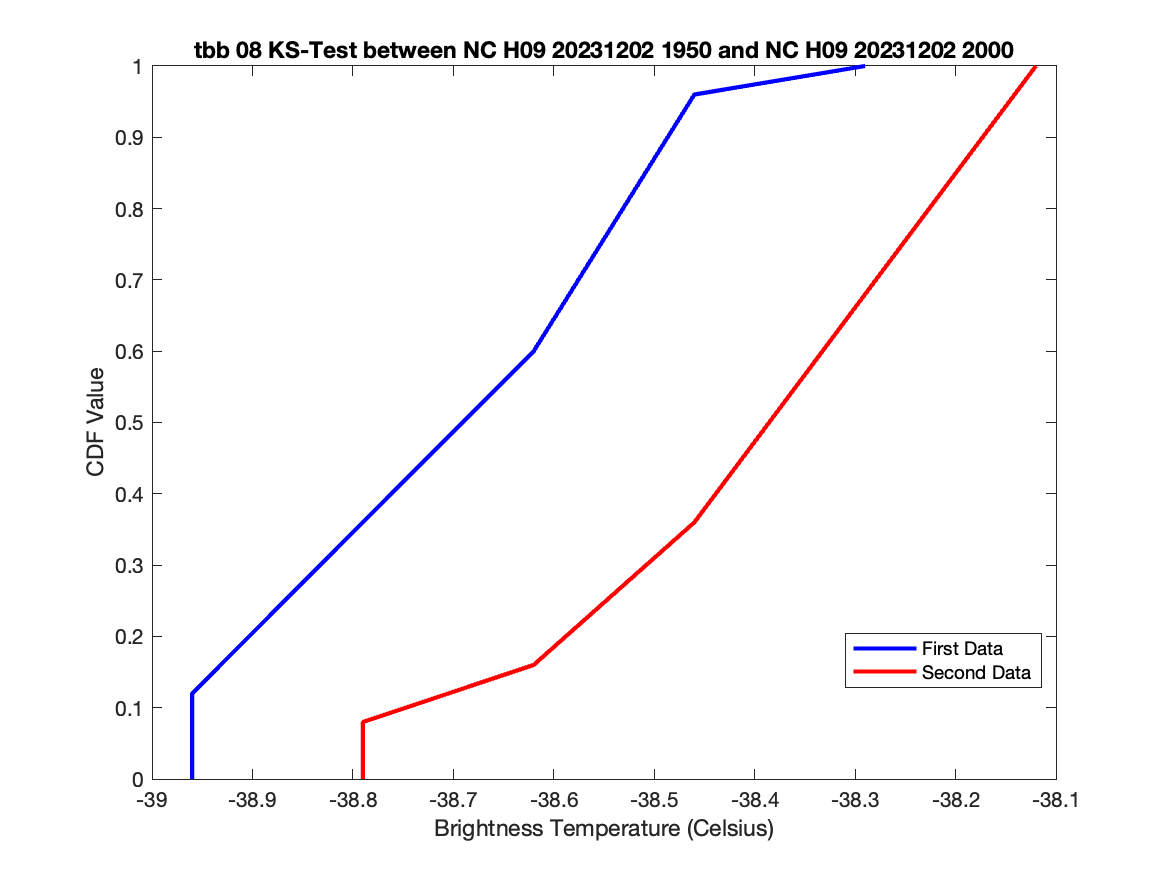 tbb 08 KS-Test between NC H09 20231202 1950 and NC H09 20231202 2000
1
0.9
0.8
0.7
0.6
0.5
0.4
0.3
0.2
0.1
0
CDF Value
First Data
Second Data
-39 -38.9 -38.8 -38.7 -38.6 -38.5 -38.4 -38.3 -38.2 -38.1
Brightness Temperature (Celsius)